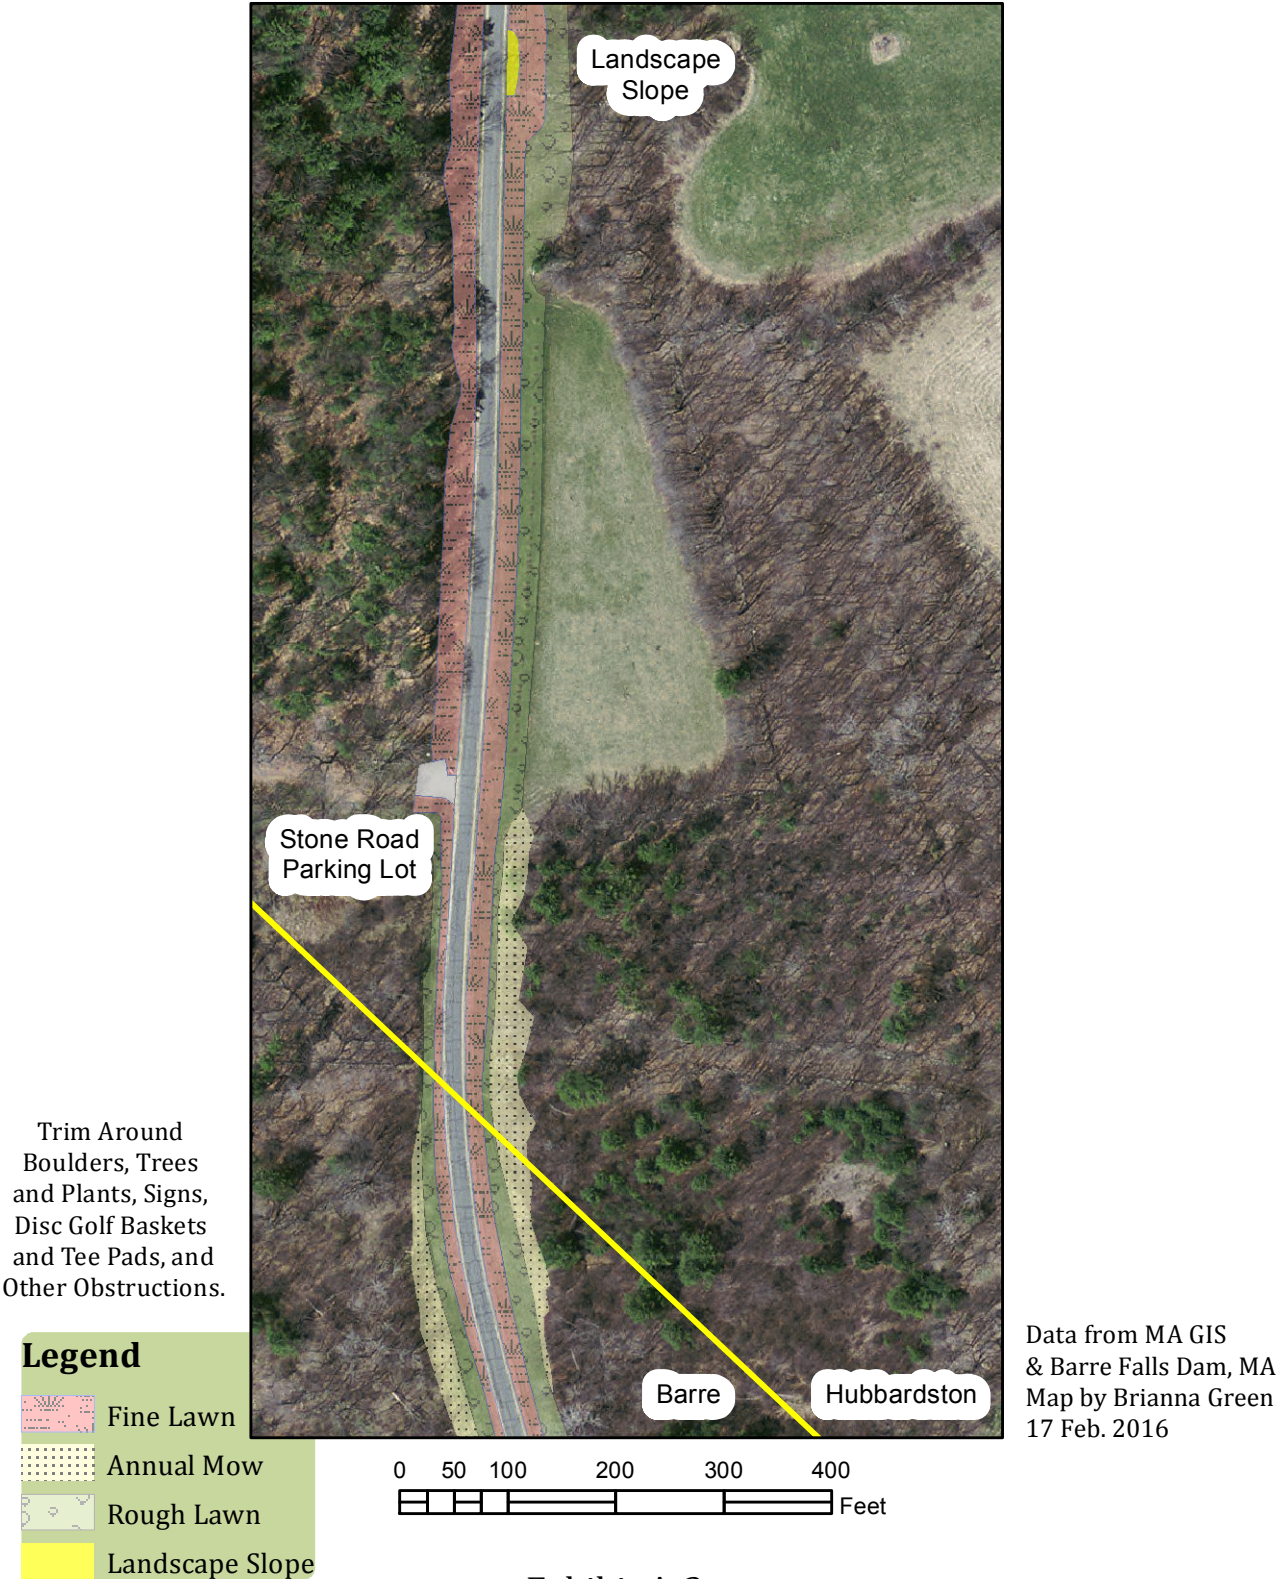 Landscape
Slope
Stone Road
Parking Lot
Trim Around
Boulders, Trees
and Plants, Signs,
Disc Golf Baskets
and Tee Pads, and
Other Obstructions.
Legend
Fine Lawn
Annual Mow
Rough Lawn
Landscape Slope
Barre
Hubbardston
Data from MA GIS
& Barre Falls Dam, MA
Map by Brianna Green
17 Feb. 2016
0 50 100 200 300 400
Feet